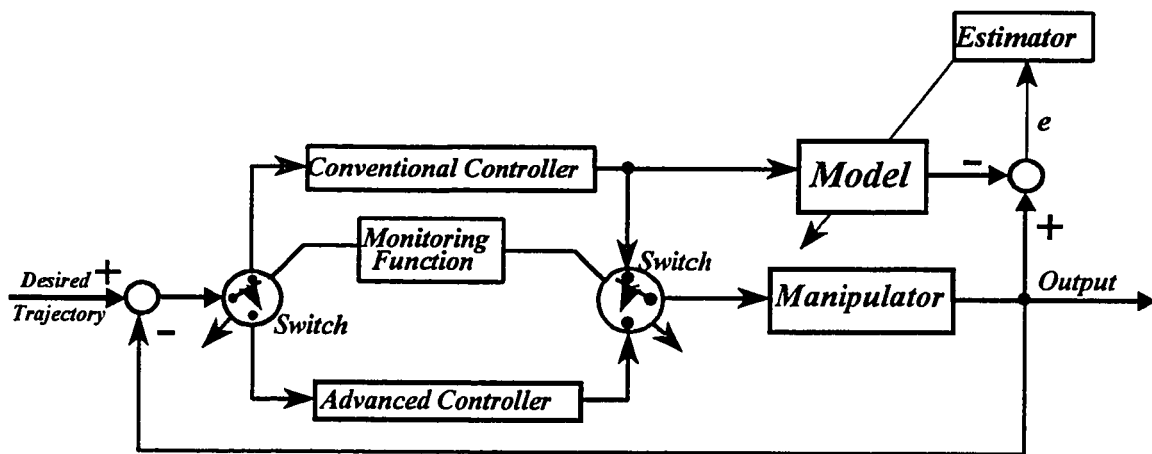 Estimator
e
Conventional Controller
Model
-
Monitoring
Function
+
Switch
Desired
Trajectory
+
-
Switch
Manipulator
Output
Advanced Controller